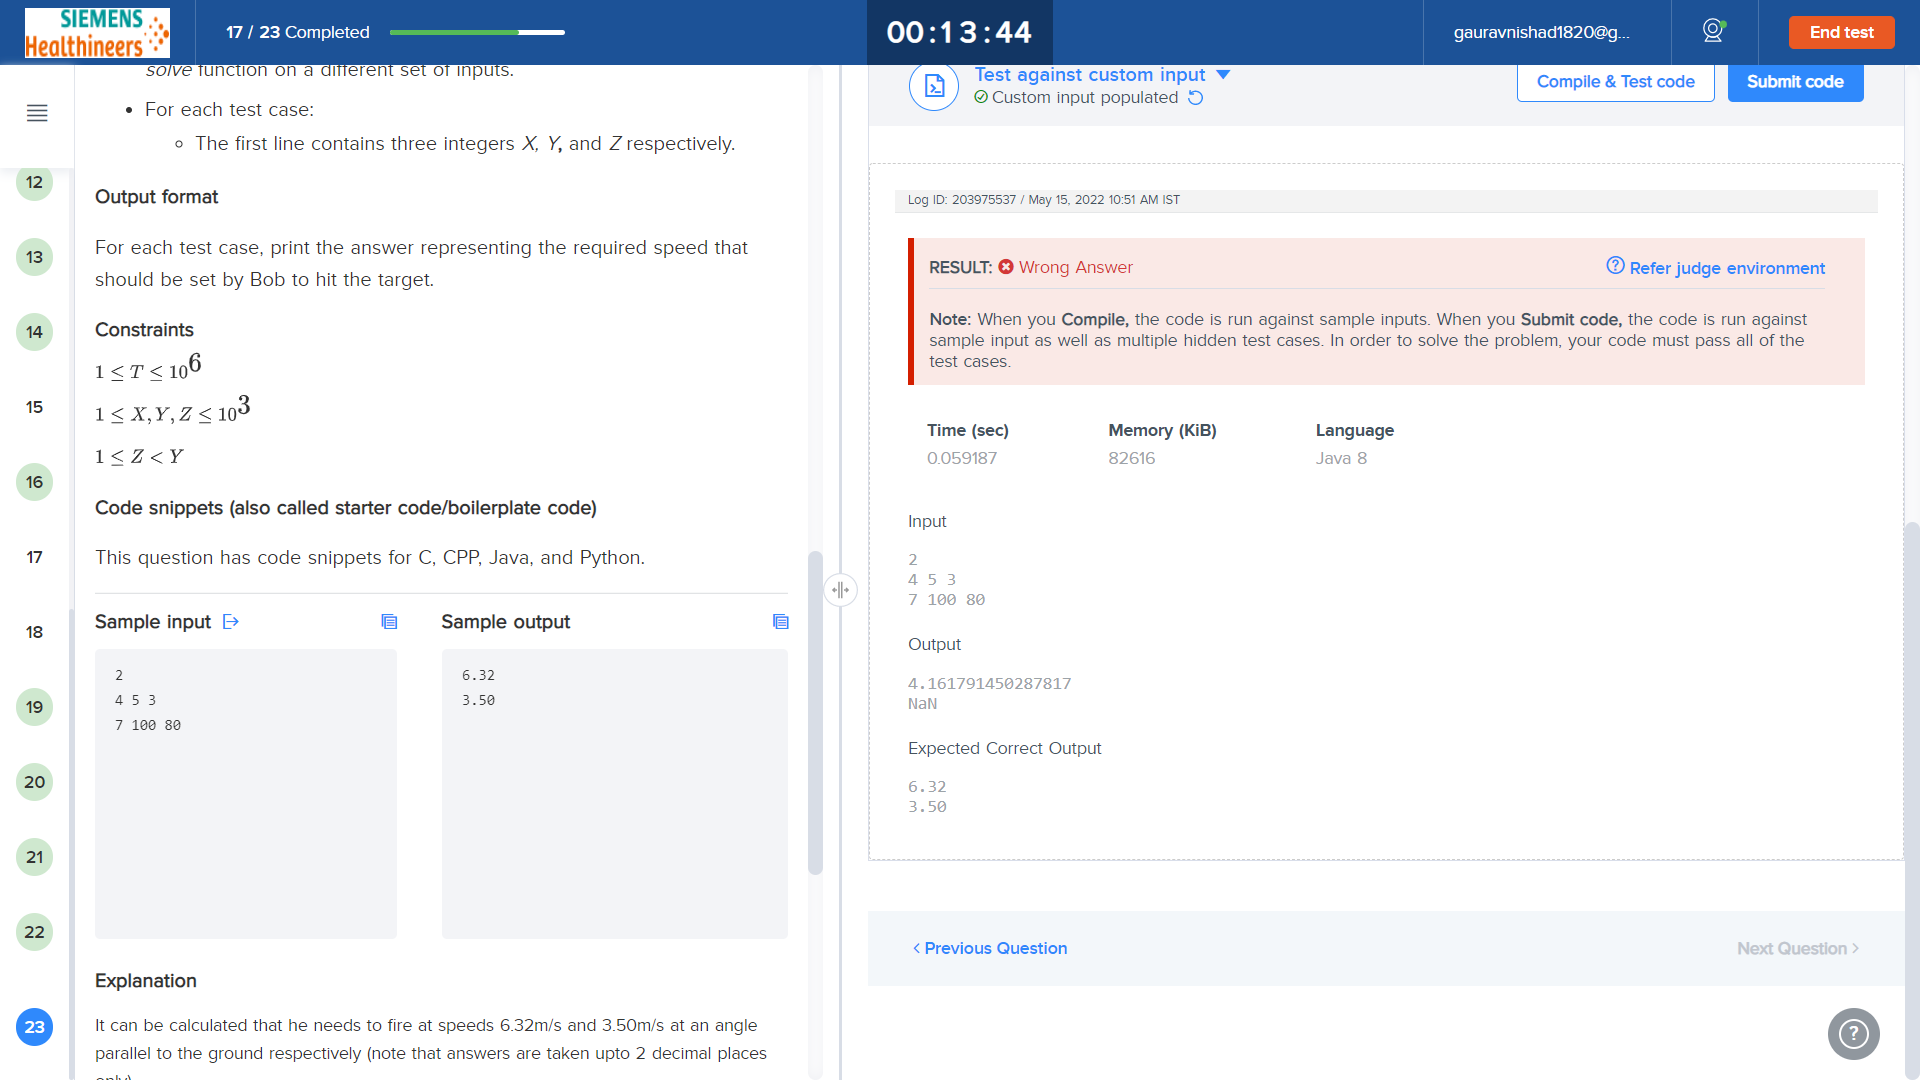 SIEMENS
Healthineers
17 / 23 Completed
00:13:44
gauravnishad1820@g...
End test
solve function on a different set of inputs.
• For each test case:
○ The first line contains three integers X, Y, and Z respectively.
Output format
For each test case, print the answer representing the required speed that
should be set by Bob to hit the target.
Constraints
1 ≤ T ≤ 10^6
1 ≤ X, Y, Z ≤ 10^3
1 ≤ Z < Y
Code snippets (also called starter code/boilerplate code)
This question has code snippets for C, CPP, Java, and Python.
Sample input
2
4 5 3
7 100 80
Sample output
6.32
3.50
Explanation
It can be calculated that he needs to fire at speeds 6.32m/s and 3.50m/s at an angle
parallel to the ground respectively (note that answers are taken upto 2 decimal places
only)
12
13
14
15
16
17
18
19
20
21
22
23
Test against custom input
Custom input populated
Compile & Test code
Submit code
Log ID: 203975537 / May 15, 2022 10:51 AM IST
RESULT: Wrong Answer
Refer judge environment
Note: When you Compile, the code is run against sample inputs. When you Submit code, the code is run against
sample input as well as multiple hidden test cases. In order to solve the problem, your code must pass all of the
test cases.
Time (sec) Memory (KiB) Language
0.059187 82616 Java 8
Input
2
4 5 3
7 100 80
Output
4.161791450287817
NaN
Expected Correct Output
6.32
3.50
< Previous Question
Next Question >
?